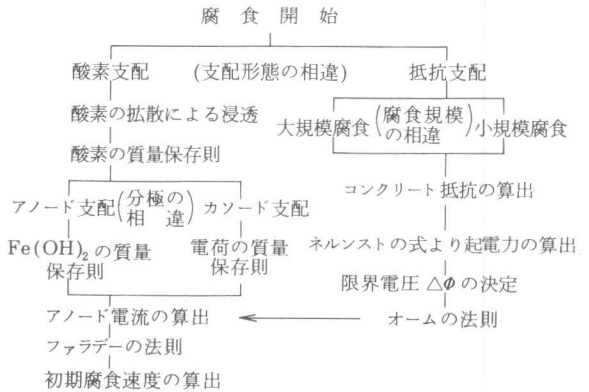 腐食開始
酸素支配 (支配形態の相違) 抵抗支配
酸素の拡散による浸透
大規模腐食(腐食規模の相違)小規模腐食
酸素の質量保存則
コンクリート抵抗の算出
アノード支配(分極の相違)カソード支配
Fe(OH)₂の質量保存則
電荷の質量保存則
ネルンストの式より起電力の算出
限界電圧 △Φの決定
アノード電流の算出
オームの法則
ファラデーの法則
初期腐食速度の算出